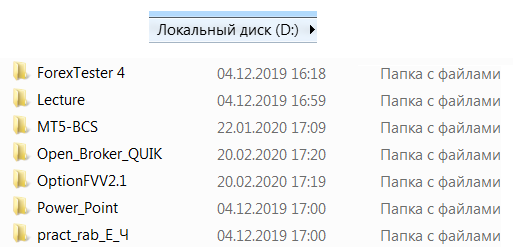 Локальный диск (D:)
ForexTester 4 04.12.2019 16:18 Папка с файлами
Lecture 04.12.2019 16:59 Папка с файлами
MT5-BCS 22.01.2020 17:09 Папка с файлами
Open_Broker_QUIK 20.02.2020 17:20 Папка с файлами
OptionFVV2.1 20.02.2020 17:19 Папка с файлами
Power_Point 04.12.2019 17:00 Папка с файлами
pract_rab_Е_Ч 04.12.2019 17:00 Папка с файлами